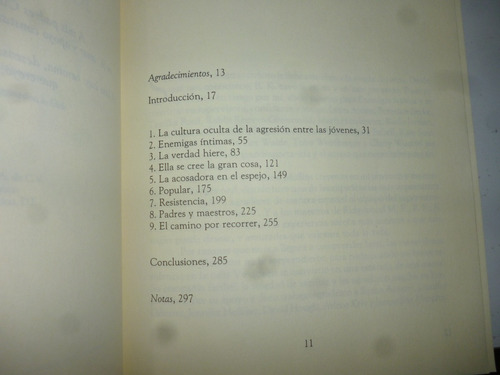 Agradecimientos, 13
Introducción, 17
1. La cultura oculta de la agresión entre las jóvenes, 31
2. Enemigas íntimas, 55
3. La verdad hiere, 83
4. Ella se cree la gran cosa, 121
5. La acosadora en el espejo, 149
6. Popular, 175
7. Resistencia, 199
8. Padres y maestros, 225
9. El camino por recorrer, 255
Conclusiones, 285
Notas, 297
11